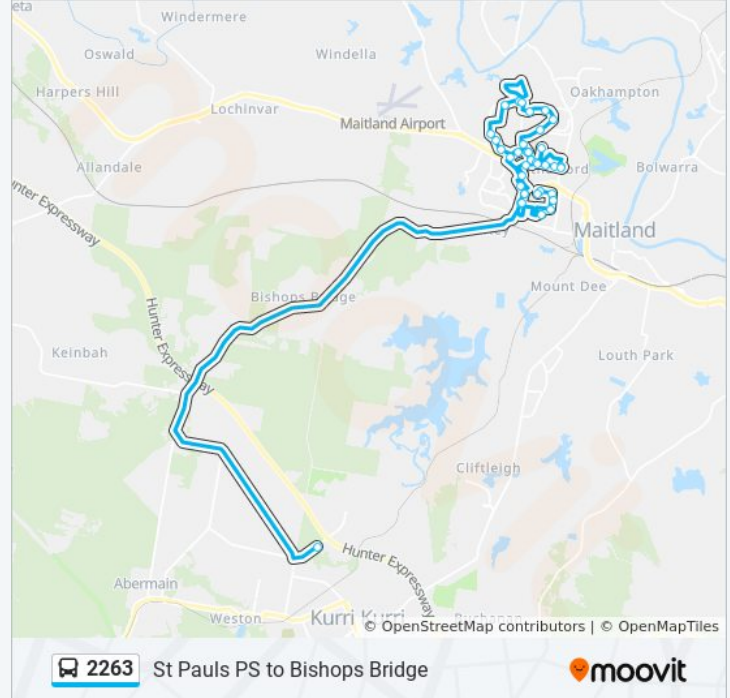 eta
Windermere
Oswald
Windella
Harpers Hill
Oakhampton
Lochinvar
Maitland Airport
Allandale
Bolwarra
Hunter Expressway
Maitland
Mount Dee
Bishops Bridge
Hunter Expressway
Keinbah
Louth Park
Cliftleigh
Hunter Expressway
Abermain
Weston
Kurri Kurri
© OpenStreetMap contributors | © OpenMapTiles
2263 St Pauls PS to Bishops Bridge
moovit